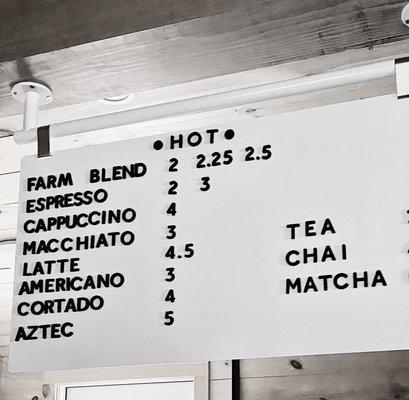 •HOT•
FARM BLEND 2 2.25 2.5
ESPRESSO 2 3
CAPPUCCINO 4
MACCHIATO 3
LATTE 4.5
AMERICANO 3
CORTADO 4
AZTEC 5
TEA
CHAI
MATCHA